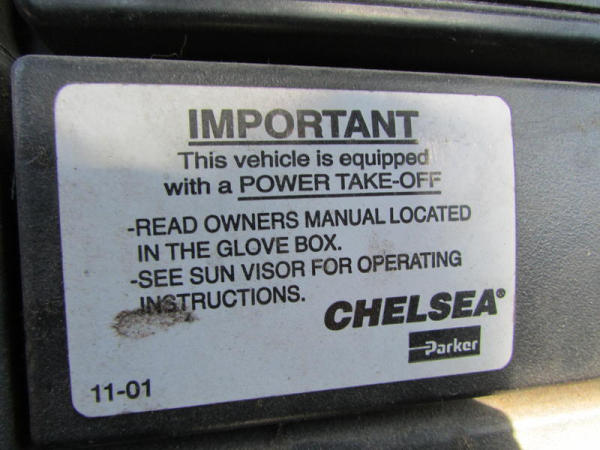 IMPORTANT
This vehicle is equipped
with a POWER TAKE-OFF
-READ OWNERS MANUAL LOCATED
IN THE GLOVE BOX.
-SEE SUN VISOR FOR OPERATING
INSTRUCTIONS.
CHELSEA®
Parker
11-01